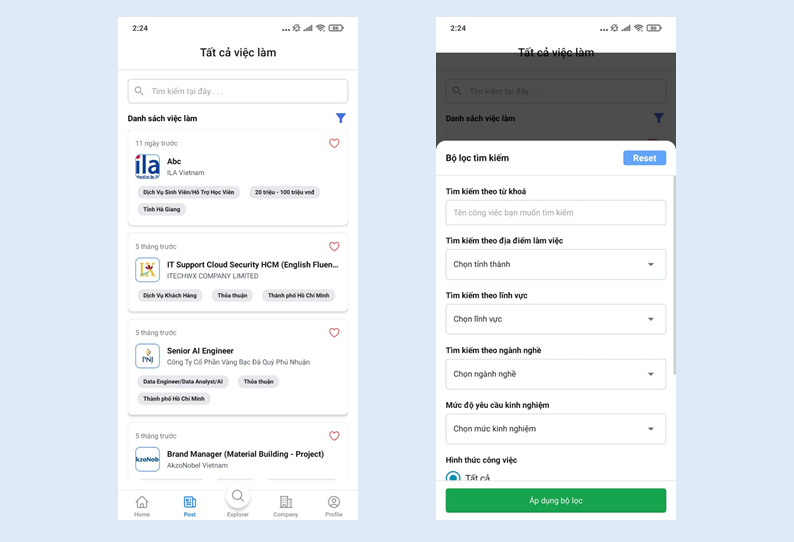 2:24
86
Tất cả việc làm
Tìm kiếm tại đây . . .
Danh sách việc làm
11 ngày trước
ila
Abc
ILA Vietnam
Dịch Vụ Sinh Viên/Hỗ Trợ Học Viên
20 triệu - 100 triệu vnđ
Tỉnh Hà Giang
5 tháng trước
IT Support Cloud Security HCM (English Fluen...
ITECHWX COMPANY LIMITED
Dịch Vụ Khách Hàng
Thỏa thuận
Thành phố Hồ Chí Minh
5 tháng trước
PNJ
Senior AI Engineer
Công Ty Cổ Phần Vàng Bạc Đá Quý Phú Nhuận
Data Engineer/Data Analyst/AI
Thỏa thuận
Thành phố Hồ Chí Minh
5 tháng trước
kzoNob
Brand Manager (Material Building - Project)
AkzoNobel Vietnam
Home
Post
Explorer
Company
Profile
2:24
86
Tất cả việc làm
Tìm kiếm tại đây . . .
Danh sách việc làm
Bộ lọc tìm kiếm
Reset
Tìm kiếm theo từ khoá
Tên công việc bạn muốn tìm kiếm
Tìm kiếm theo địa điểm làm việc
Chọn tỉnh thành
Tìm kiếm theo lĩnh vực
Chọn lĩnh vực
Tìm kiếm theo ngành nghề
Chọn ngành nghề
Mức độ yêu cầu kinh nghiệm
Chọn mức kinh nghiệm
Hình thức công việc
Tất cả
Áp dụng bộ lọc